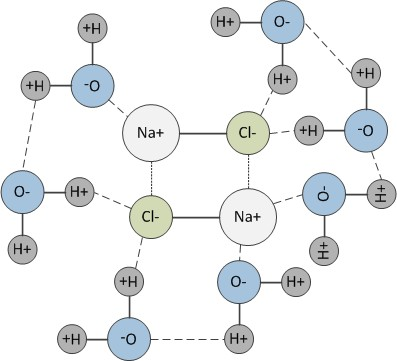 H+ O-
+H
H+ +H
+H -O
Na+ Cl- +H -O
O- H+ O- H+
Cl- Na+
H+ H+
H+ O- H+
+H -O H+